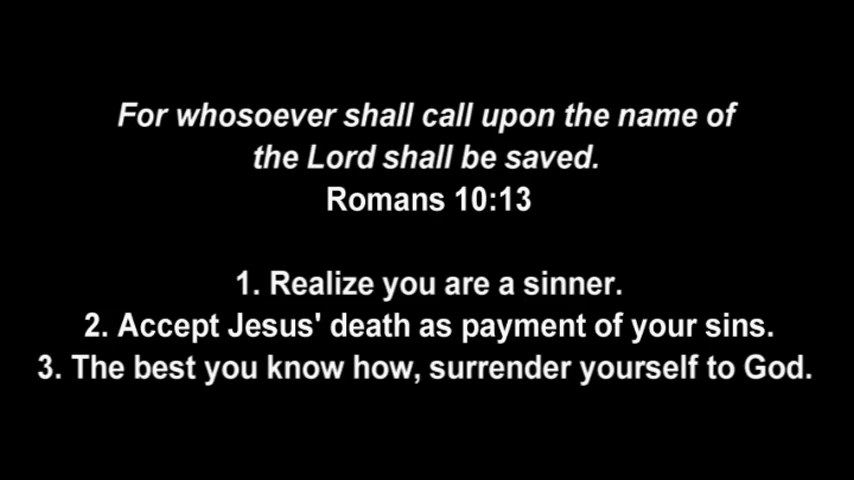 For whosoever shall call upon the name of
the Lord shall be saved.
Romans 10:13
1. Realize you are a sinner.
2. Accept Jesus' death as payment of your sins.
3. The best you know how, surrender yourself to God.